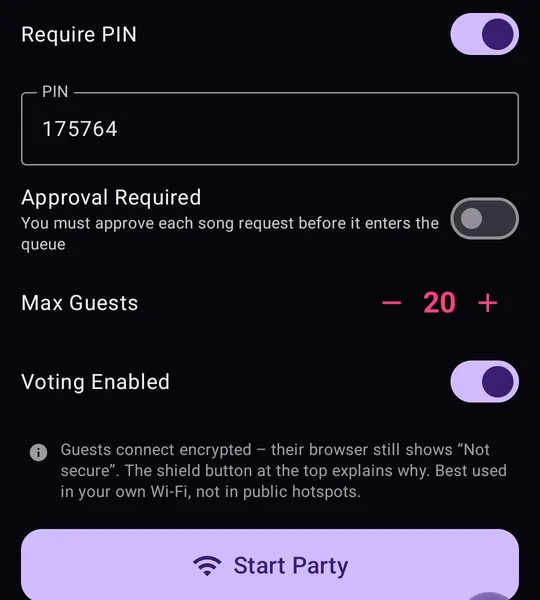 Require PIN
PIN
175764
Approval Required
You must approve each song request before it enters the
queue
Max Guests
− 20 +
Voting Enabled
Guests connect encrypted – their browser still shows “Not
secure”. The shield button at the top explains why. Best used
in your own Wi-Fi, not in public hotspots.
Start Party